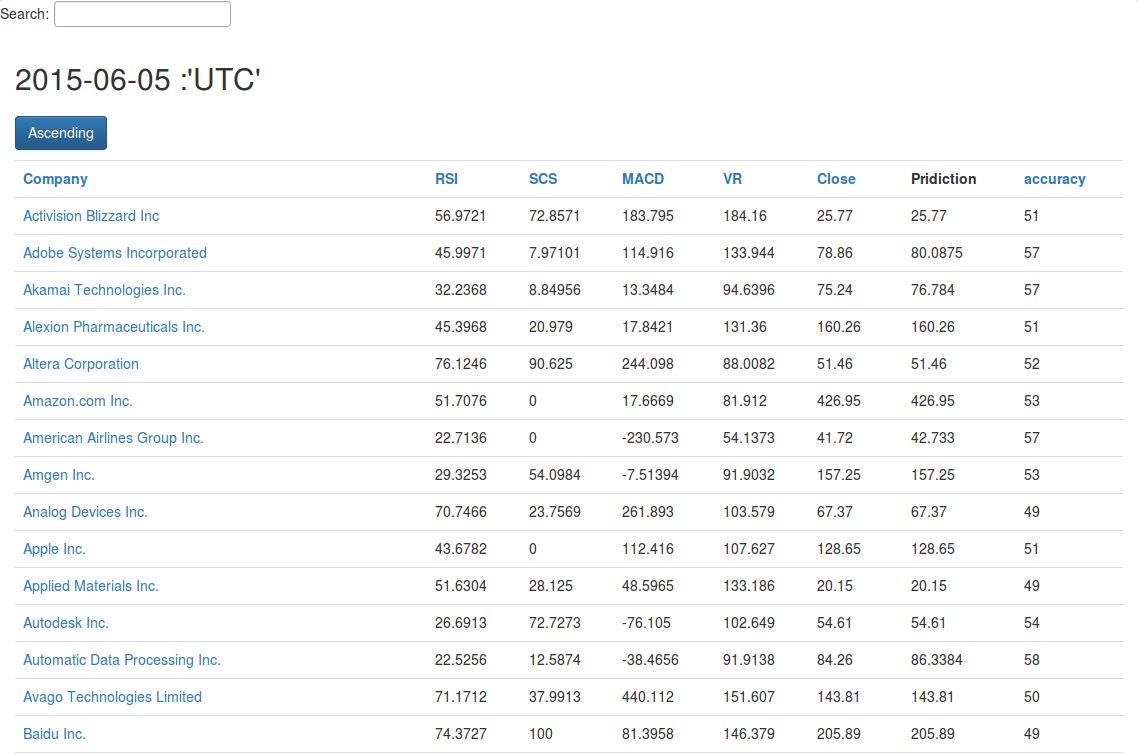 Search:
2015-06-05 :'UTC'
Ascending
Company RSI SCS MACD VR Close Pridiction accuracy
Activision Blizzard Inc 56.9721 72.8571 183.795 184.16 25.77 25.77 51
Adobe Systems Incorporated 45.9971 7.97101 114.916 133.944 78.86 80.0875 57
Akamai Technologies Inc. 32.2368 8.84956 13.3484 94.6396 75.24 76.784 57
Alexion Pharmaceuticals Inc. 45.3968 20.979 17.8421 131.36 160.26 160.26 51
Altera Corporation 76.1246 90.625 244.098 88.0082 51.46 51.46 52
Amazon.com Inc. 51.7076 0 17.6669 81.912 426.95 426.95 53
American Airlines Group Inc. 22.7136 0 -230.573 54.1373 41.72 42.733 57
Amgen Inc. 29.3253 54.0984 -7.51394 91.9032 157.25 157.25 53
Analog Devices Inc. 70.7466 23.7569 261.893 103.579 67.37 67.37 49
Apple Inc. 43.6782 0 112.416 107.627 128.65 128.65 51
Applied Materials Inc. 51.6304 28.125 48.5965 133.186 20.15 20.15 49
Autodesk Inc. 26.6913 72.7273 -76.105 102.649 54.61 54.61 54
Automatic Data Processing Inc. 22.5256 12.5874 -38.4656 91.9138 84.26 86.3384 58
Avago Technologies Limited 71.1712 37.9913 440.112 151.607 143.81 143.81 50
Baidu Inc. 74.3727 100 81.3958 146.379 205.89 205.89 49